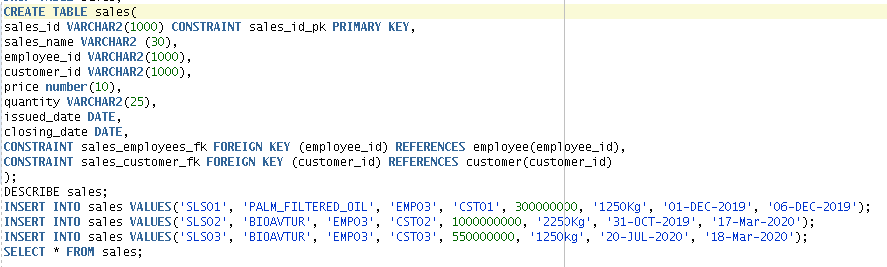 CREATE TABLE sales(
sales_id VARCHAR2(1000) CONSTRAINT sales_id_pk PRIMARY KEY,
sales_name VARCHAR2 (30),
employee_id VARCHAR2(1000),
customer_id VARCHAR2(1000),
price number(10),
quantity VARCHAR2(25),
issued_date DATE,
closing_date DATE,
CONSTRAINT sales_employees_fk FOREIGN KEY (employee_id) REFERENCES employee(employee_id),
CONSTRAINT sales_customer_fk FOREIGN KEY (customer_id) REFERENCES customer(customer_id)
);
DESCRIBE sales;
INSERT INTO sales VALUES('SLS01', 'PALM_FILTERED_OIL', 'EMP03', 'CST01', 300000000, '1250Kg', '01-DEC-2019', '06-DEC-2019');
INSERT INTO sales VALUES('SLS02', 'BIOAVTUR', 'EMP03', 'CST02', 1000000000, '2250Kg', '31-OCT-2019', '17-Mar-2020');
INSERT INTO sales VALUES('SLS03', 'BIOAVTUR', 'EMP03', 'CST03', 550000000, '1250kg', '20-JUL-2020', '18-Mar-2020');
SELECT * FROM sales;